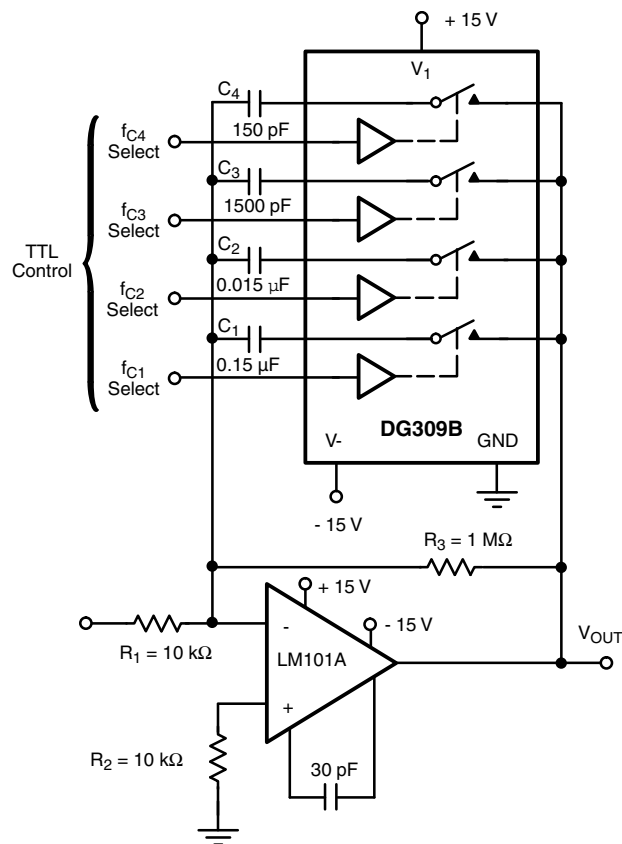 + 15 V
V1
C4
150 pF
fC4
Select
C3
1500 pF
fC3
Select
TTL
Control
C2
0.015 µF
fC2
Select
C1
0.15 µF
fC1
Select
DG309B
V-
GND
- 15 V
R3 = 1 MΩ
+ 15 V
- 15 V
-
LM101A
+
R1 = 10 kΩ
VOUT
R2 = 10 kΩ
30 pF